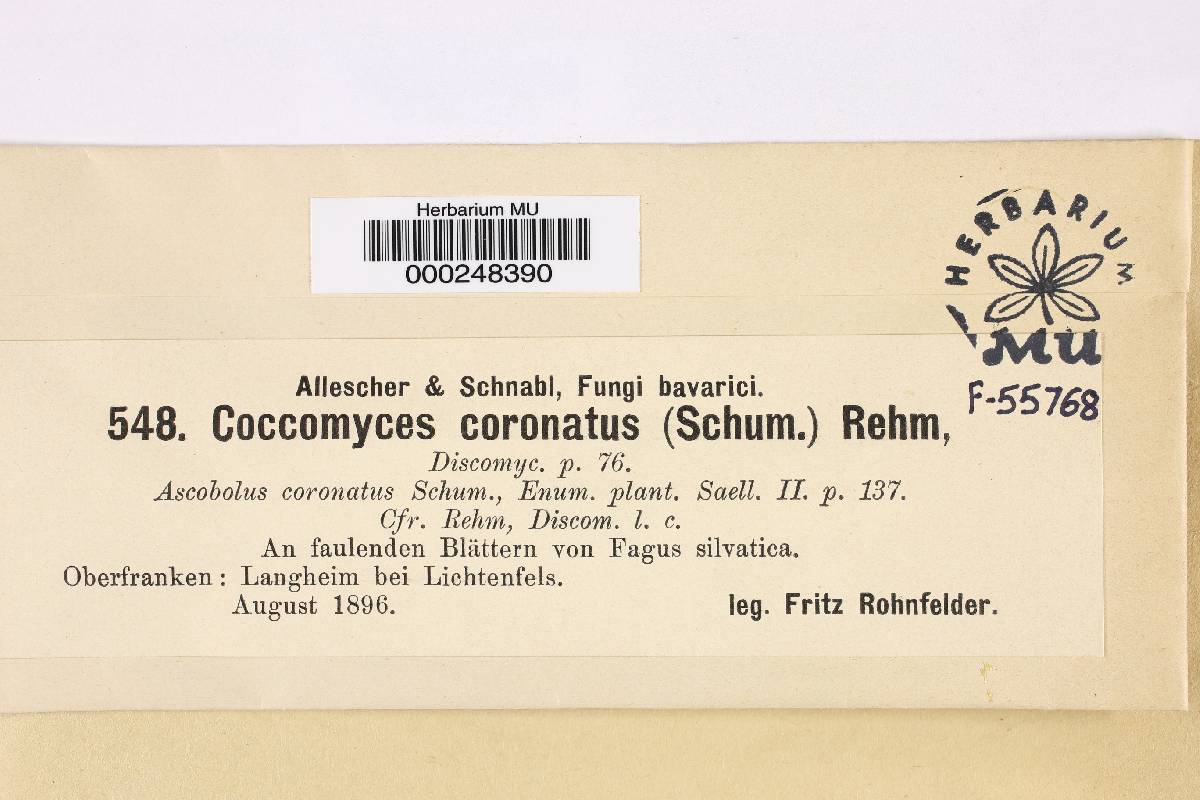 Herbarium MU
000248390
HERBARIUM
MU
F-55768
Allescher & Schnabl, Fungi bavarici.
548. Coccomyces coronatus (Schum.) Rehm,
Discomyc. p. 76.
Ascobolus coronatus Schum., Enum. plant. Saell. II. p. 137.
Cfr. Rehm, Discom. l. c.
An faulenden Blättern von Fagus silvatica.
Oberfranken: Langheim bei Lichtenfels.
August 1896. leg. Fritz Rohnfelder.